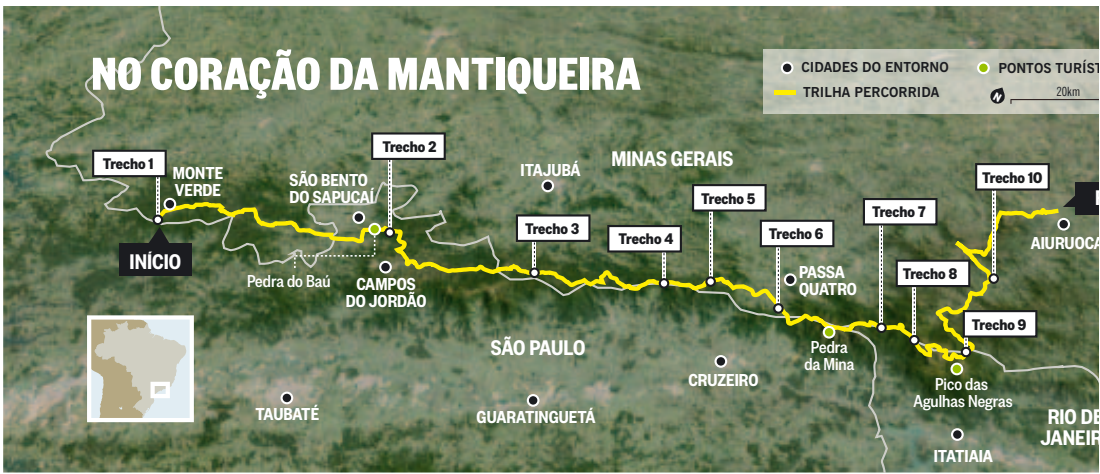 NO CORAÇÃO DA MANTIQUEIRA
CIDADES DO ENTORNO
PONTOS TURÍST
TRILHA PERCORRIDA
N
20km
Trecho 1
MONTE
VERDE
INÍCIO
SÃO BENTO
DO SAPUCAÍ
Pedra do Baú
Trecho 2
CAMPOS
DO JORDÃO
ITAJUBÁ
MINAS GERAIS
Trecho 3
Trecho 4
Trecho 5
Trecho 6
PASSA
QUATRO
Pedra
da Mina
Trecho 7
Trecho 8
Trecho 9
Trecho 10
AIURUOCA
Pico das
Agulhas Negras
SÃO PAULO
CRUZEIRO
TAUBATÉ
GUARATINGUETÁ
RIO DE
JANEIR
ITATIAIA